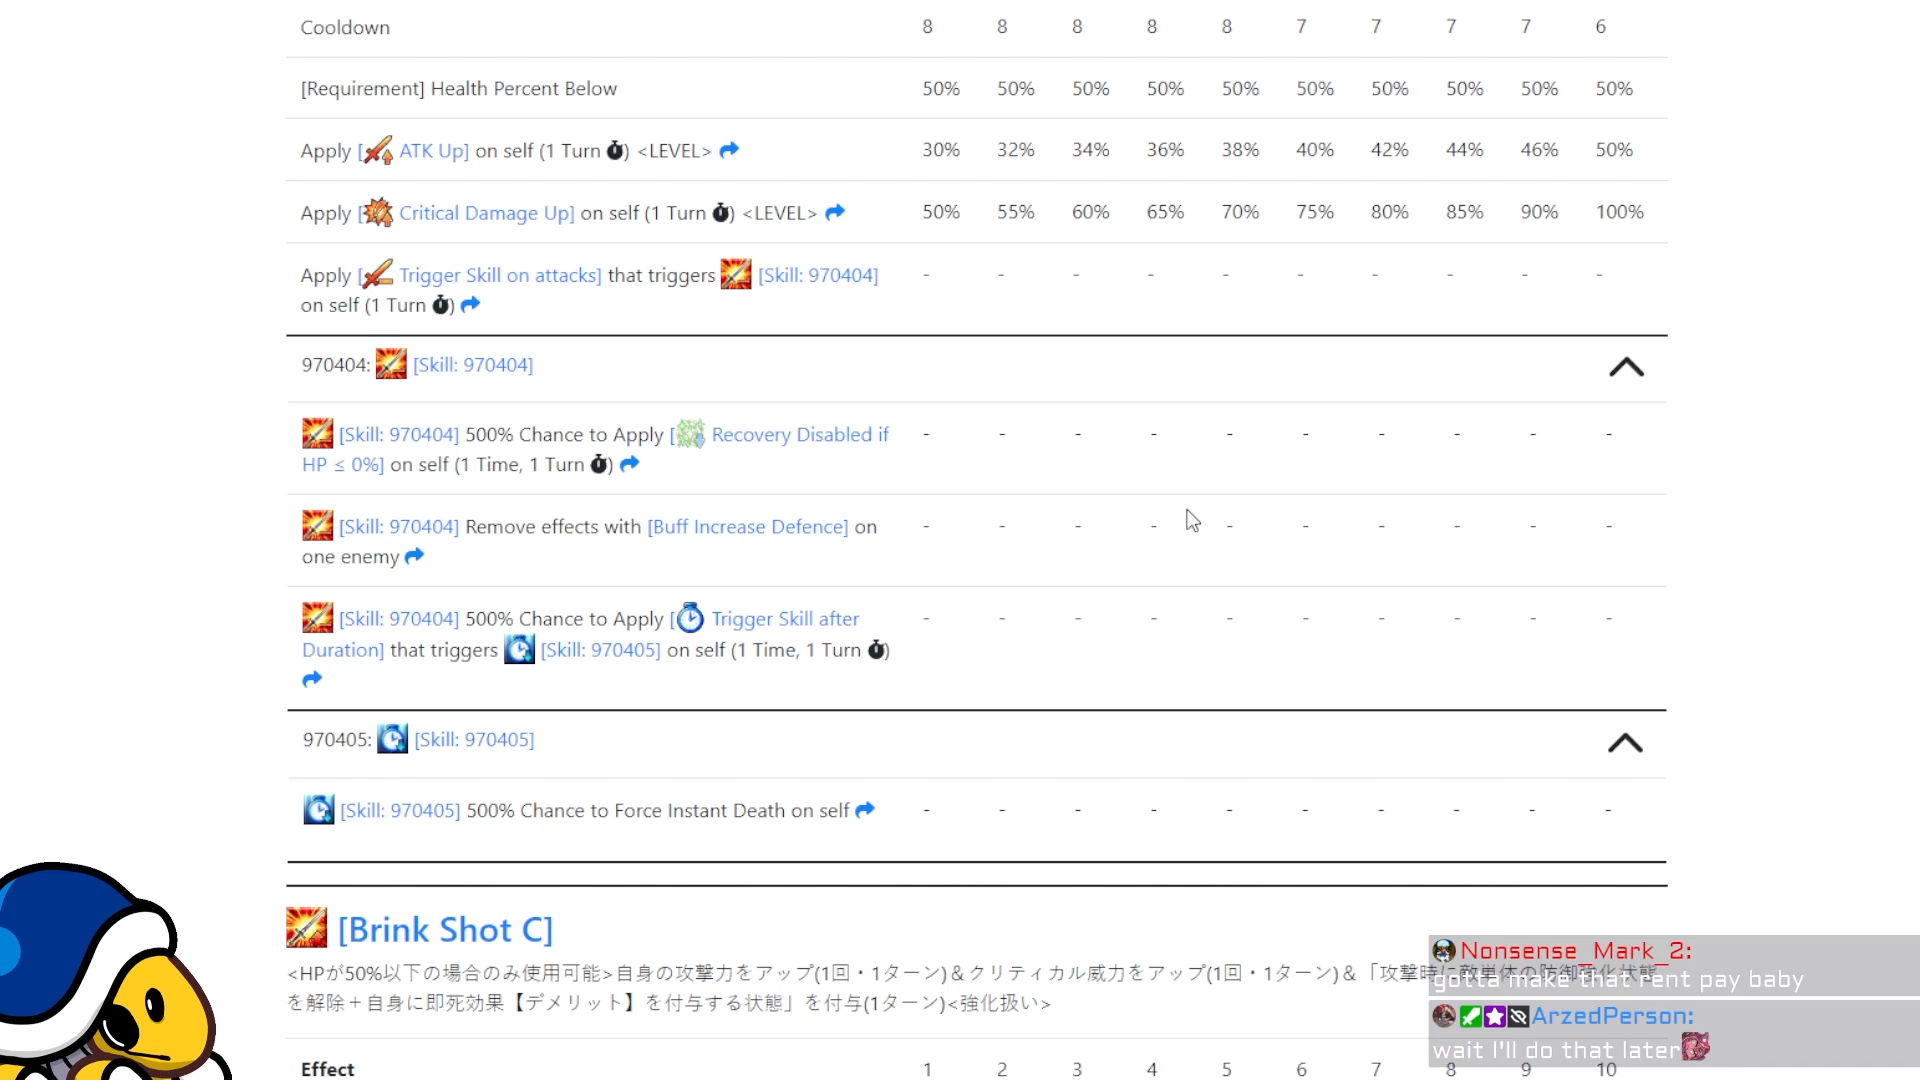 Cooldown 8 8 8 8 8 7 7 7 7 6
[Requirement] Health Percent Below 50% 50% 50% 50% 50% 50% 50% 50% 50% 50%
Apply [ATK Up] on self (1 Turn) <LEVEL> 30% 32% 34% 36% 38% 40% 42% 44% 46% 50%
Apply [Critical Damage Up] on self (1 Turn) <LEVEL> 50% 55% 60% 65% 70% 75% 80% 85% 90% 100%
Apply [Trigger Skill on attacks] that triggers [Skill: 970404] - - - - - - - - - -
on self (1 Turn)
970404: [Skill: 970404]
[Skill: 970404] 500% Chance to Apply [Recovery Disabled if - - - - - - - - - -
HP ≤ 0%] on self (1 Time, 1 Turn)
[Skill: 970404] Remove effects with [Buff Increase Defence] on - - - - - - - - - -
one enemy
[Skill: 970404] 500% Chance to Apply [Trigger Skill after - - - - - - - - - -
Duration] that triggers [Skill: 970405] on self (1 Time, 1 Turn)
970405: [Skill: 970405]
[Skill: 970405] 500% Chance to Force Instant Death on self - - - - - - - - - -
[Brink Shot C]
<HPが50%以下の場合のみ使用可能>自身の攻撃力をアップ(1回・1ターン)＆クリティカル威力をアップ(1回・1ターン)＆「攻撃時に敵単体の防御強化状態
を解除＋自身に即死効果【デメリット】を付与する状態」を付与(1ターン)<強化扱い>
Effect 1 2 3 4 5 6 7 8 9 10
Nonsense_Mark_2:
gotta make that rent pay baby
ArzedPerson:
wait I'll do that later